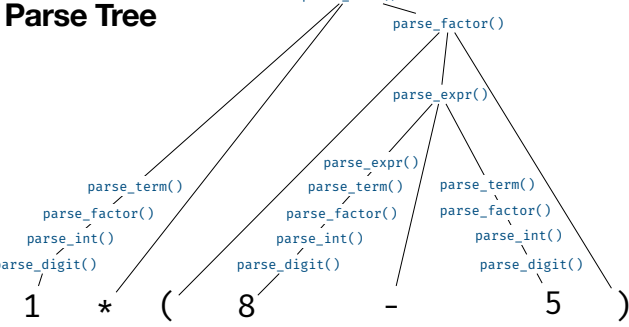 Parse Tree
parse_factor()
parse_expr()
parse_expr()
parse_term() parse_term() parse_term()
parse_factor() parse_factor() parse_factor()
parse_int() parse_int() parse_int()
parse_digit() parse_digit() parse_digit()
1 * ( 8 - 5 )